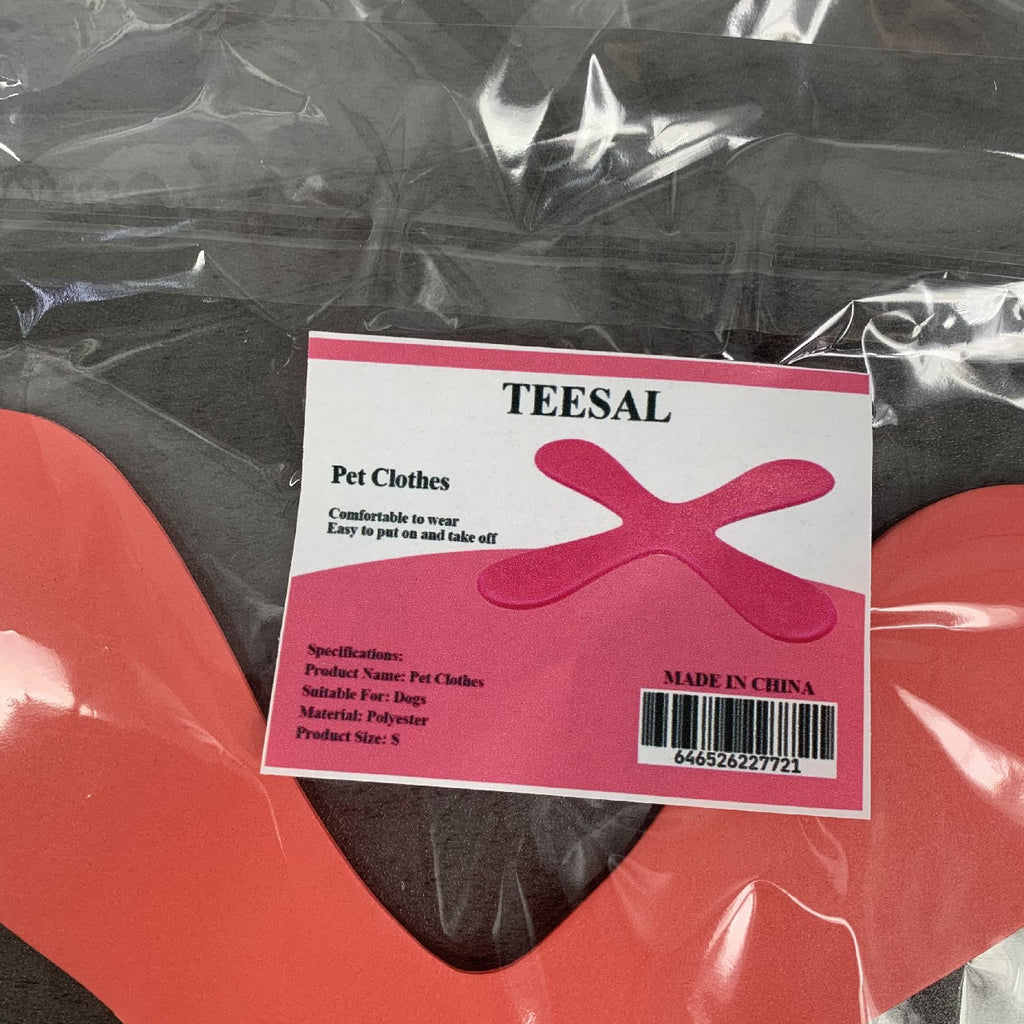 TEESAL
Pet Clothes
Comfortable to wear
Easy to put on and take off
Specifications:
Product Name: Pet Clothes
Suitable For: Dogs
Material: Polyester
Product Size: S
MADE IN CHINA
646526227721